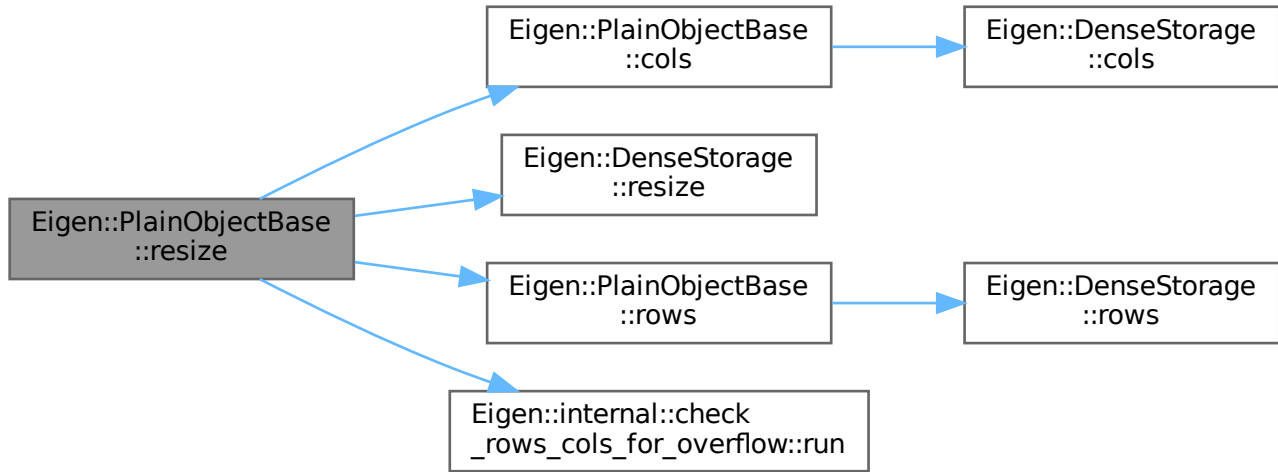 Eigen::PlainObjectBase
::resize
Eigen::PlainObjectBase
::cols
Eigen::DenseStorage
::cols
Eigen::DenseStorage
::resize
Eigen::PlainObjectBase
::rows
Eigen::DenseStorage
::rows
Eigen::internal::check
_rows_cols_for_overflow::run